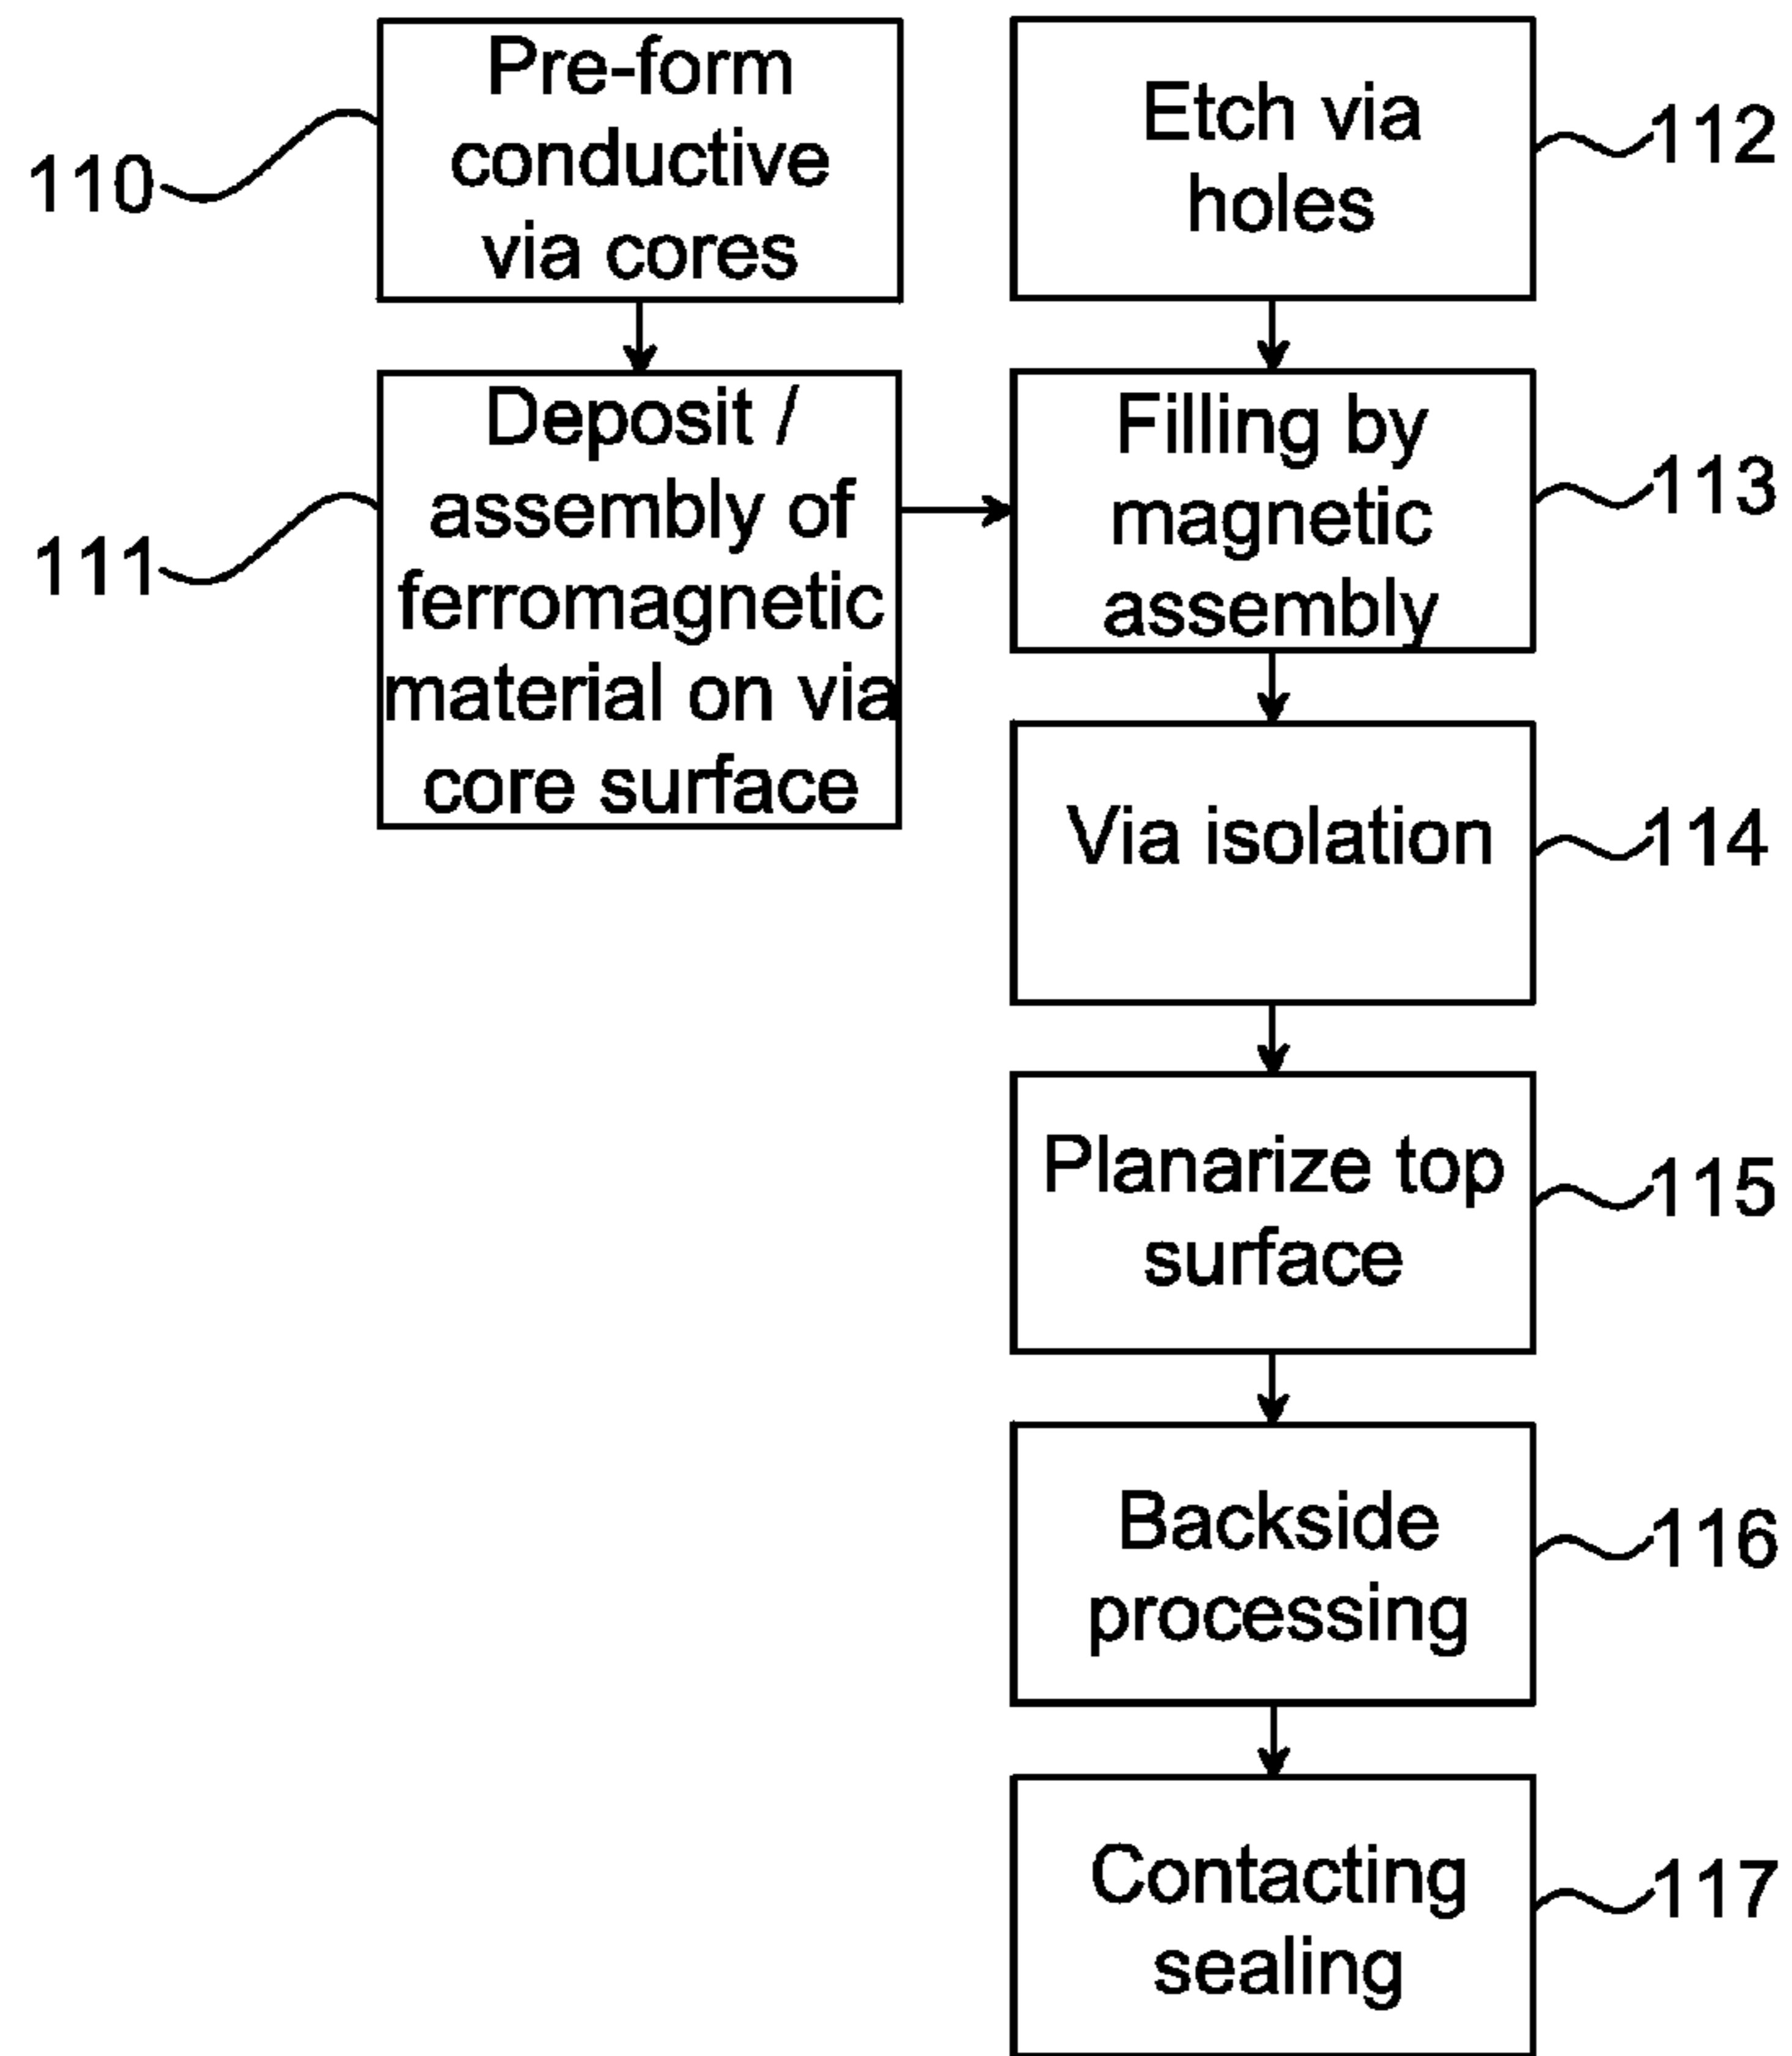 110
Pre-form
conductive
via cores
111
Deposit /
assembly of
ferromagnetic
material on via
core surface
Etch via
holes
112
Filling by
magnetic
assembly
113
Via isolation
114
Planarize top
surface
115
Backside
processing
116
Contacting
sealing
117